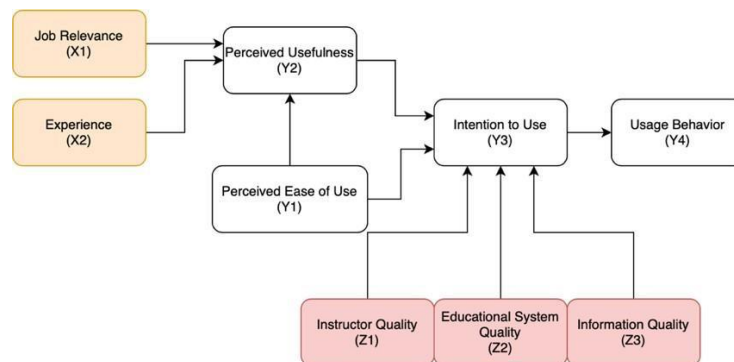 Job Relevance
(X1)
Perceived Usefulness
(Y2)
Experience
(X2)
Intention to Use
(Y3)
Usage Behavior
(Y4)
Perceived Ease of Use
(Y1)
Instructor Quality
(Z1)
Educational System
Quality
(Z2)
Information Quality
(Z3)